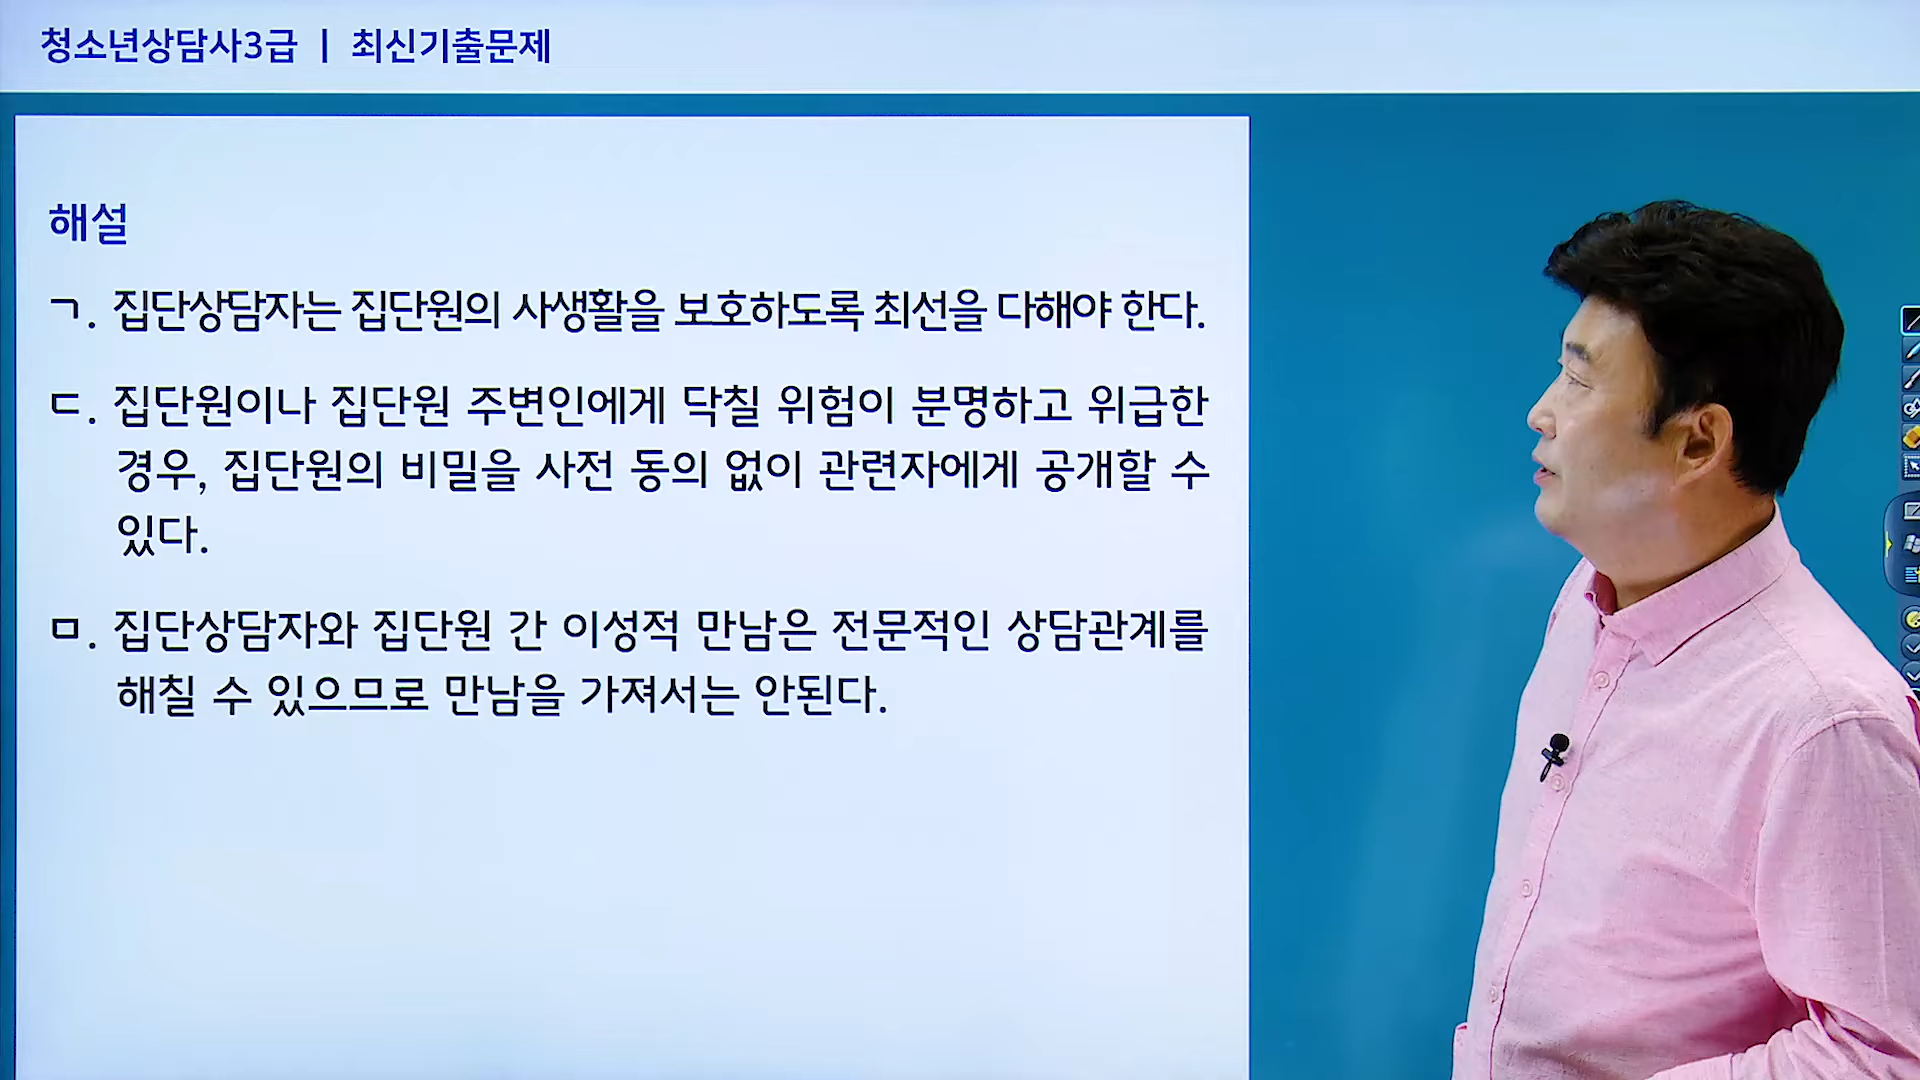 청소년상담사3급 | 최신기출문제
해설
ㄱ. 집단상담자는 집단원의 사생활을 보호하도록 최선을 다해야 한다.
ㄷ. 집단원이나 집단원 주변인에게 닥칠 위험이 분명하고 위급한
경우, 집단원의 비밀을 사전 동의 없이 관련자에게 공개할 수
있다.
ㅁ. 집단상담자와 집단원 간 이성적 만남은 전문적인 상담관계를
해칠 수 있으므로 만남을 가져서는 안된다.